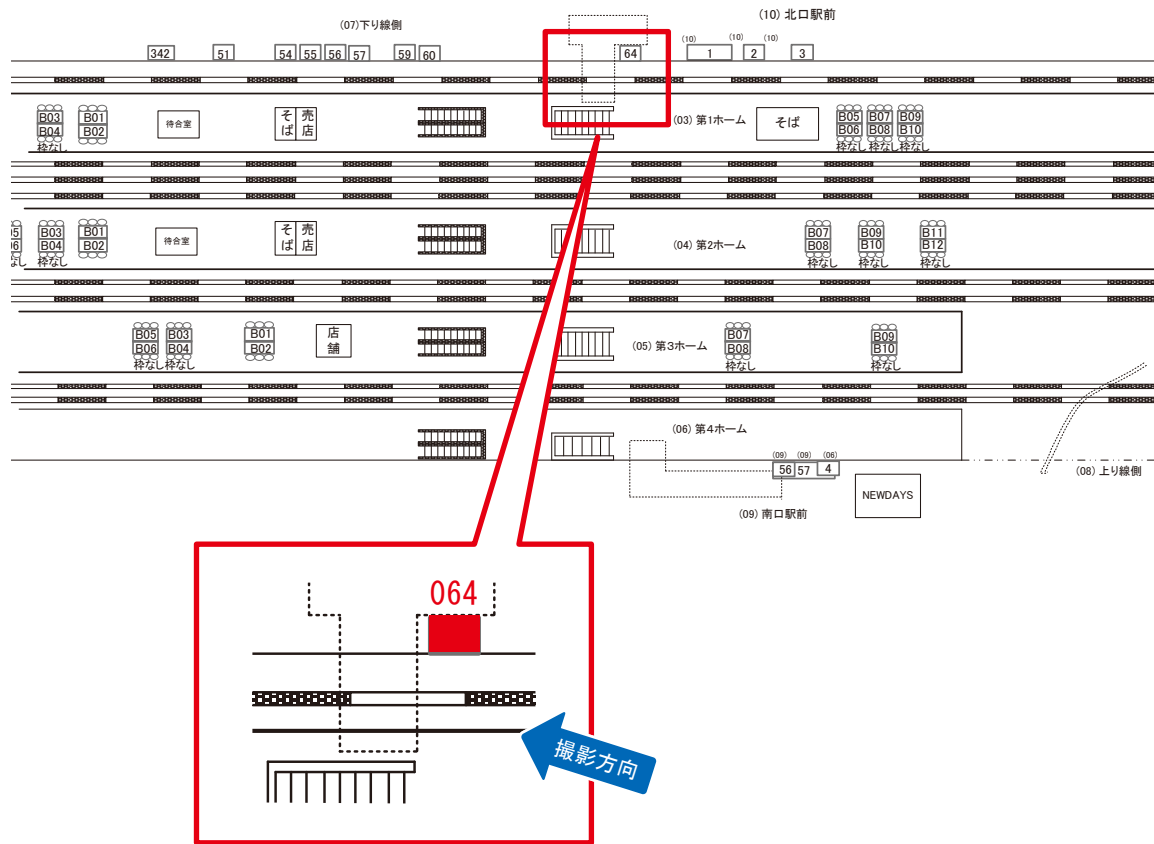 (10) 北口駅前
(07)下り線側
(10)
(10)
(10)
342
51
54
55
56
57
59
60
64
1
2
3
B03
B04
枠なし
B01
B02
待合室
そば
売店
(03) 第1ホーム
そば
B05
B06
枠なし
B07
B08
枠なし
B09
B10
枠なし
05
06
枠なし
B03
B04
枠なし
B01
B02
待合室
そば
売店
(04) 第2ホーム
B07
B08
枠なし
B09
B10
枠なし
B11
B12
枠なし
B05
B06
枠なし
B03
B04
枠なし
B01
B02
店舗
(05) 第3ホーム
B07
B08
枠なし
B09
B10
枠なし
(06) 第4ホーム
(09)
(09)
(06)
56
57
4
(08) 上り線側
NEWDAYS
(09) 南口駅前
064
撮影方向